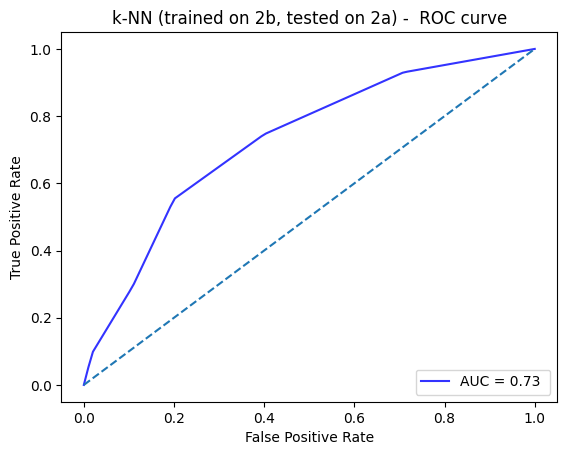 k-NN (trained on 2b, tested on 2a) -  ROC curve
1.0
0.8
0.6
0.4
0.2
0.0
True Positive Rate
AUC = 0.73
0.0 0.2 0.4 0.6 0.8 1.0
False Positive Rate